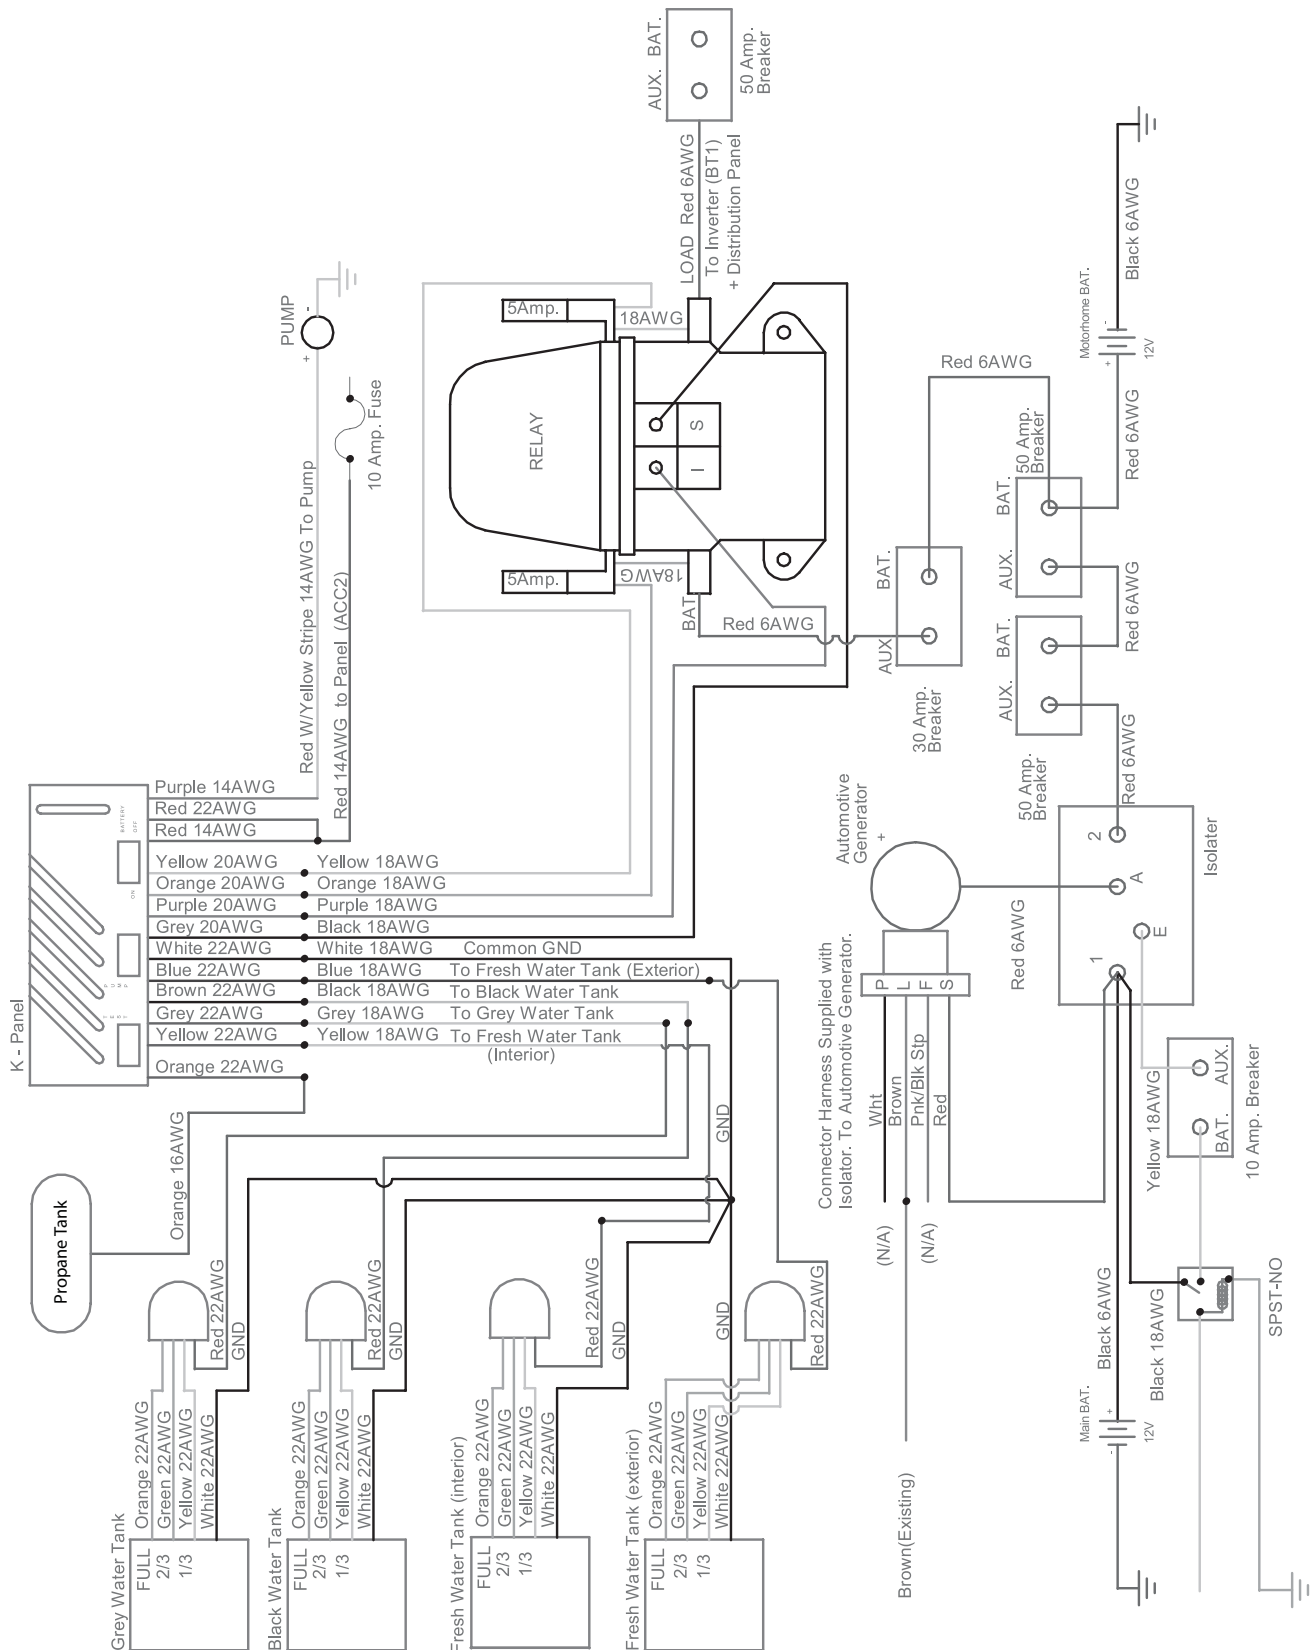 AUX. BAT.
50 Amp.
Breaker
LOAD Red 6AWG
To Inverter (BT1)
+ Distribution Panel
Black 6AWG
PUMP
-
+
10 Amp. Fuse
Red W/Yellow Stripe 14AWG To Pump
Red 14AWG to Panel (ACC2)
5Amp.
18AWG
RELAY
S
I
5Amp.
18AWG
BAT
Red 6AWG
Motorhome BAT.
-
+
12V
Red 6AWG
Red 6AWG
50 Amp.
Breaker
BAT.
AUX.
BAT.
AUX
30 Amp.
Breaker
Red 6AWG
BAT.
AUX.
50 Amp.
Breaker
Red 6AWG
K - Panel
BATTERY
OFF
ON
PUMP
TEST
Purple 14AWG
Red 22AWG
Red 14AWG
Yellow 20AWG Yellow 18AWG
Orange 20AWG Orange 18AWG
Purple 20AWG Purple 18AWG
Grey 20AWG Black 18AWG
White 22AWG White 18AWG Common GND
Blue 22AWG Blue 18AWG To Fresh Water Tank (Exterior)
Brown 22AWG Black 18AWG To Black Water Tank
Grey 22AWG Grey 18AWG To Grey Water Tank
Yellow 22AWG Yellow 18AWG To Fresh Water Tank
(Interior)
Orange 22AWG
Orange 16AWG
Propane Tank
GND
Automotive
Generator
+
Red 6AWG
2
A
E
1
Isolater
P
L
F
S
Connector Harness Supplied with
Isolator. To Automotive Generator.
Wht
Brown
Pnk/Blk Stp
Red
(N/A)
(N/A)
Brown(Existing)
Yellow 18AWG
AUX.
BAT.
10 Amp. Breaker
SPST-NO
Black 6AWG
Black 18AWG
Main BAT.
+
-
12V
Red 22AWG
GND
Red 22AWG
GND
Red 22AWG
GND
GND
Red 22AWG
Grey Water Tank
FULL
2/3
1/3
Orange 22AWG
Green 22AWG
Yellow 22AWG
White 22AWG
Black Water Tank
FULL
2/3
1/3
Orange 22AWG
Green 22AWG
Yellow 22AWG
White 22AWG
Fresh Water Tank (interior)
FULL
2/3
1/3
Orange 22AWG
Green 22AWG
Yellow 22AWG
White 22AWG
Fresh Water Tank (exterior)
FULL
2/3
1/3
Orange 22AWG
Green 22AWG
Yellow 22AWG
White 22AWG